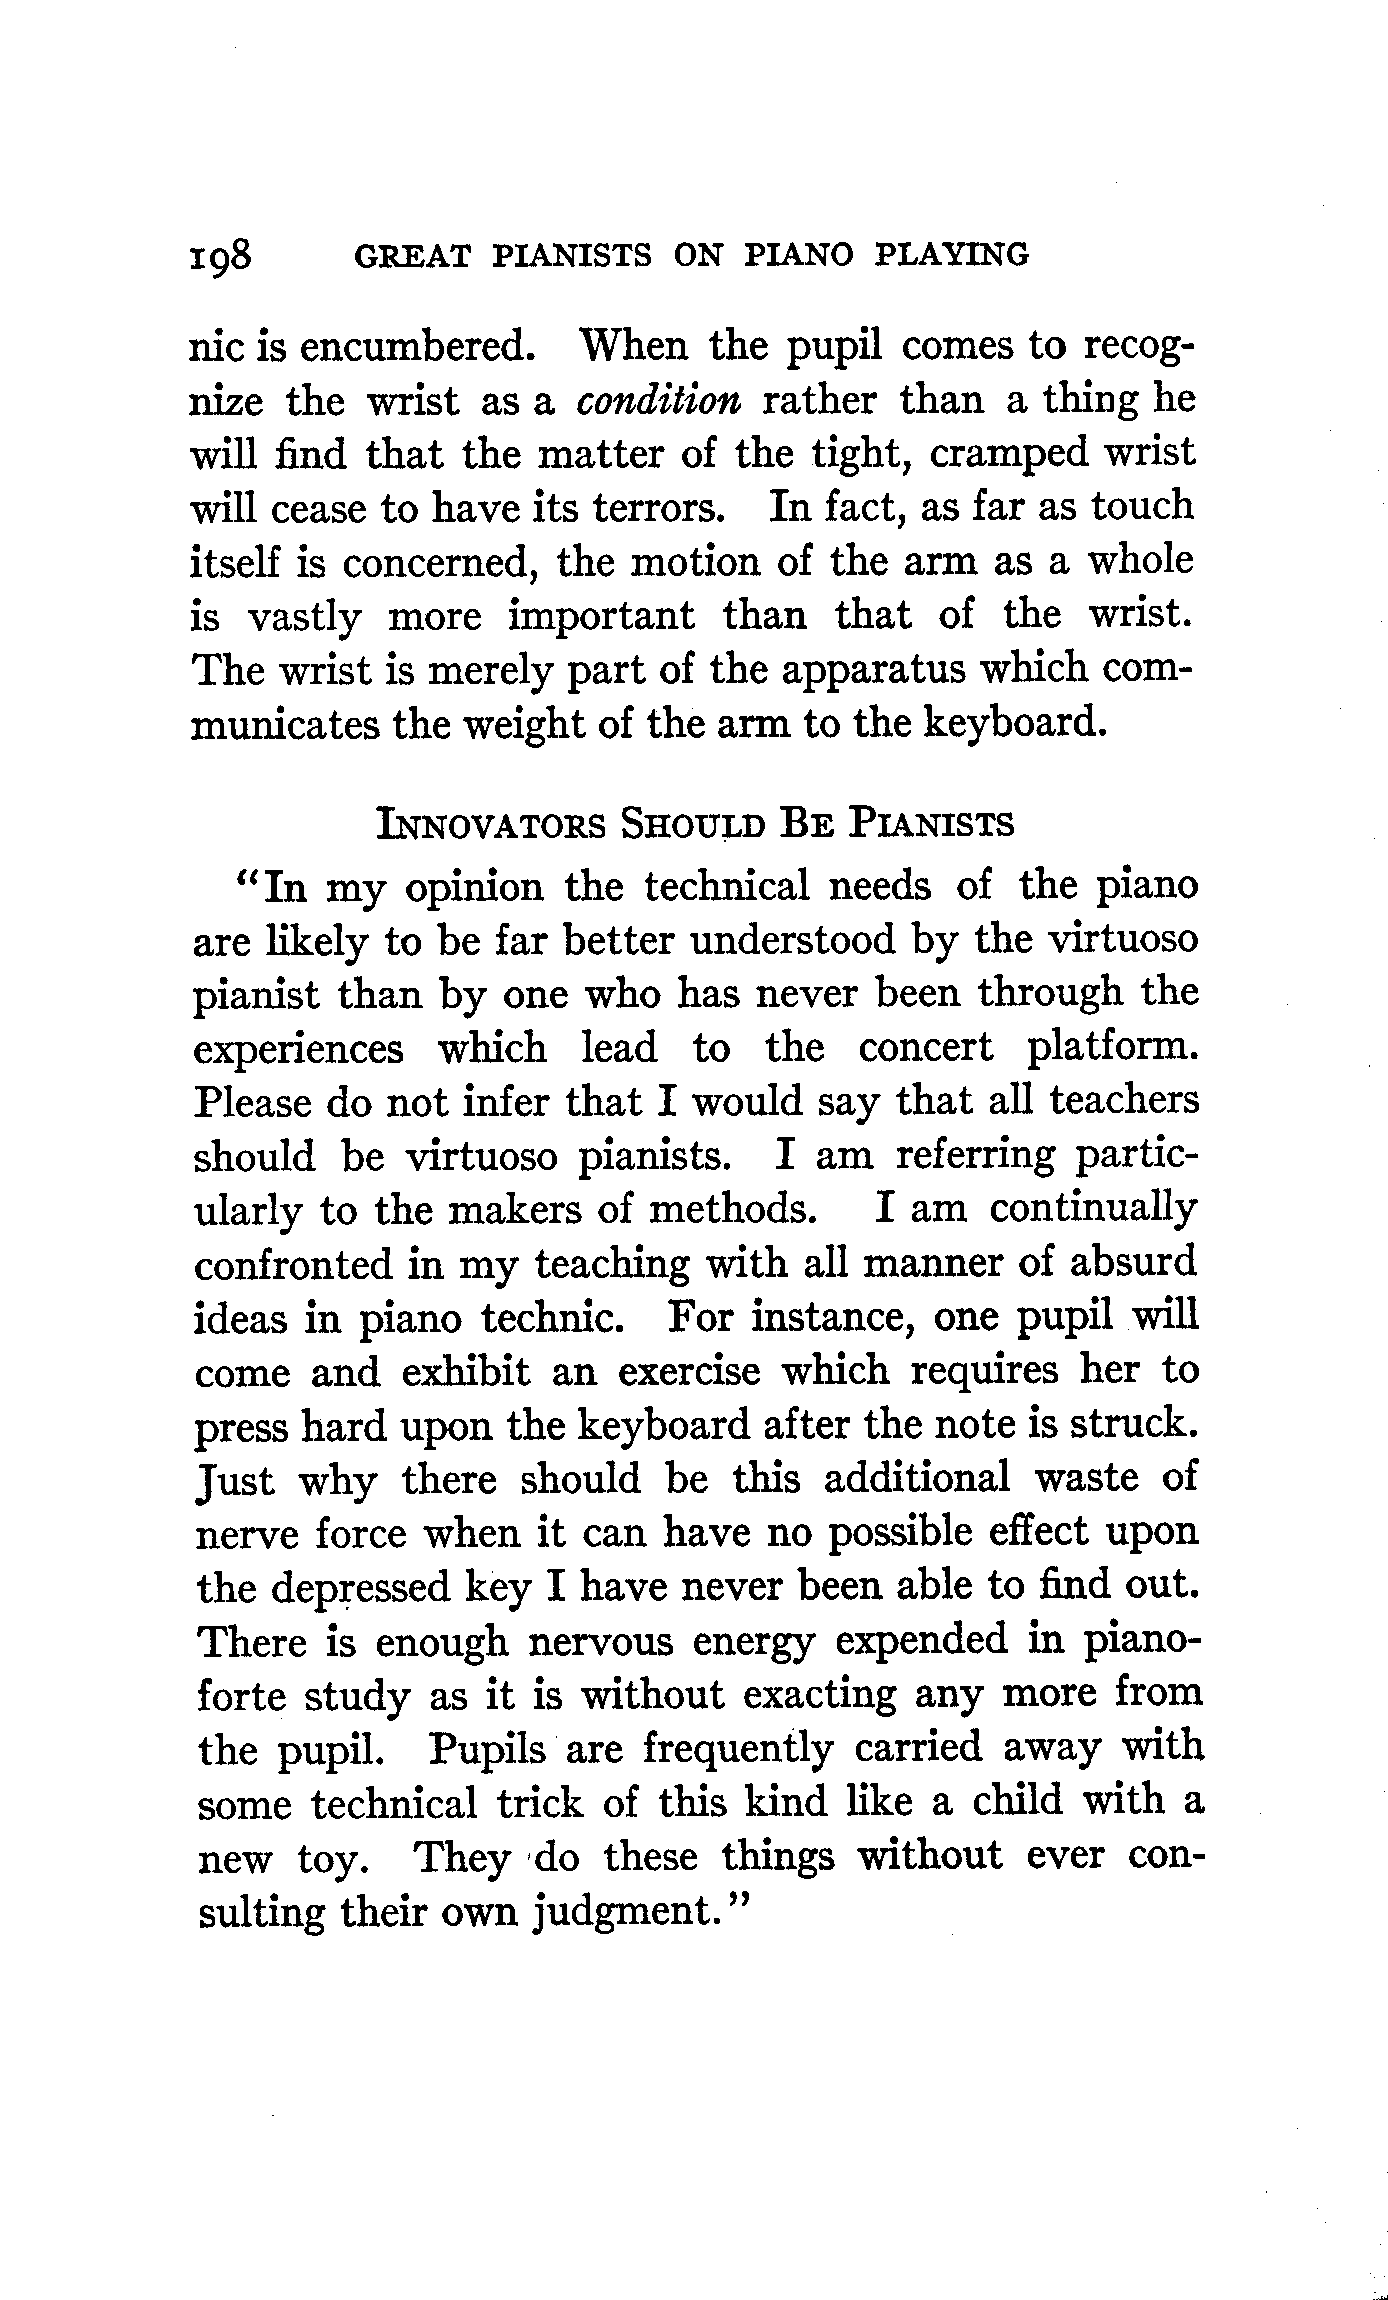 198 GREAT PIANISTS ON PIANO PLAYING
nic is encumbered. When the pupil comes to recog-
nize the wrist as a condition rather than a thing he
will find that the matter of the tight, cramped wrist
will cease to have its terrors. In fact, as far as touch
itself is concerned, the motion of the arm as a whole
is vastly more important than that of the wrist.
The wrist is merely part of the apparatus which com-
municates the weight of the arm to the keyboard.
INNOVATORS SHOULD BE PIANISTS
"In my opinion the technical needs of the piano
are likely to be far better understood by the virtuoso
pianist than by one who has never been through the
experiences which lead to the concert platform.
Please do not infer that I would say that all teachers
should be virtuoso pianists. I am referring partic-
ularly to the makers of methods. I am continually
confronted in my teaching with all manner of absurd
ideas in piano technic. For instance, one pupil will
come and exhibit an exercise which requires her to
press hard upon the keyboard after the note is struck.
Just why there should be this additional waste of
nerve force when it can have no possible effect upon
the depressed key I have never been able to find out.
There is enough nervous energy expended in piano-
forte study as it is without exacting any more from
the pupil. Pupils are frequently carried away with
some technical trick of this kind like a child with a
new toy. They do these things without ever con-
sulting their own judgment."